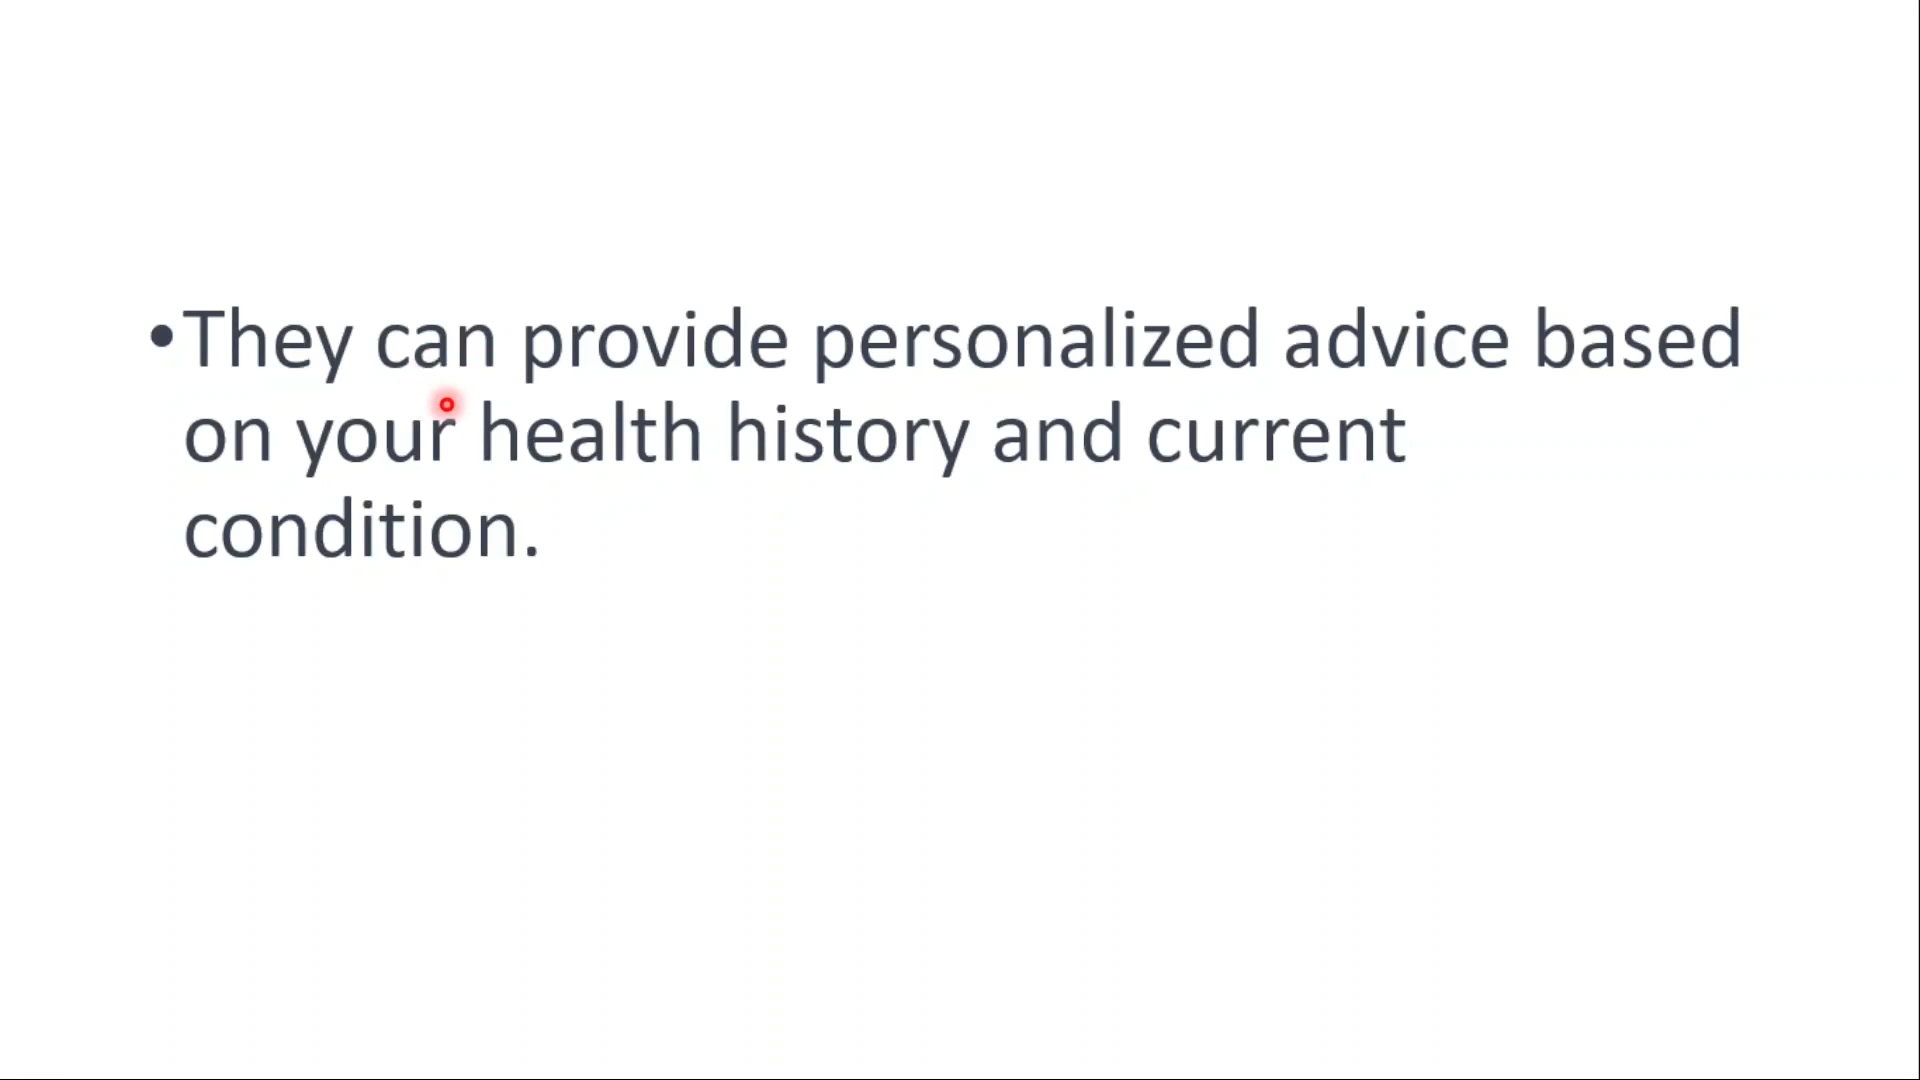 •They can provide personalized advice based
on your health history and current
condition.